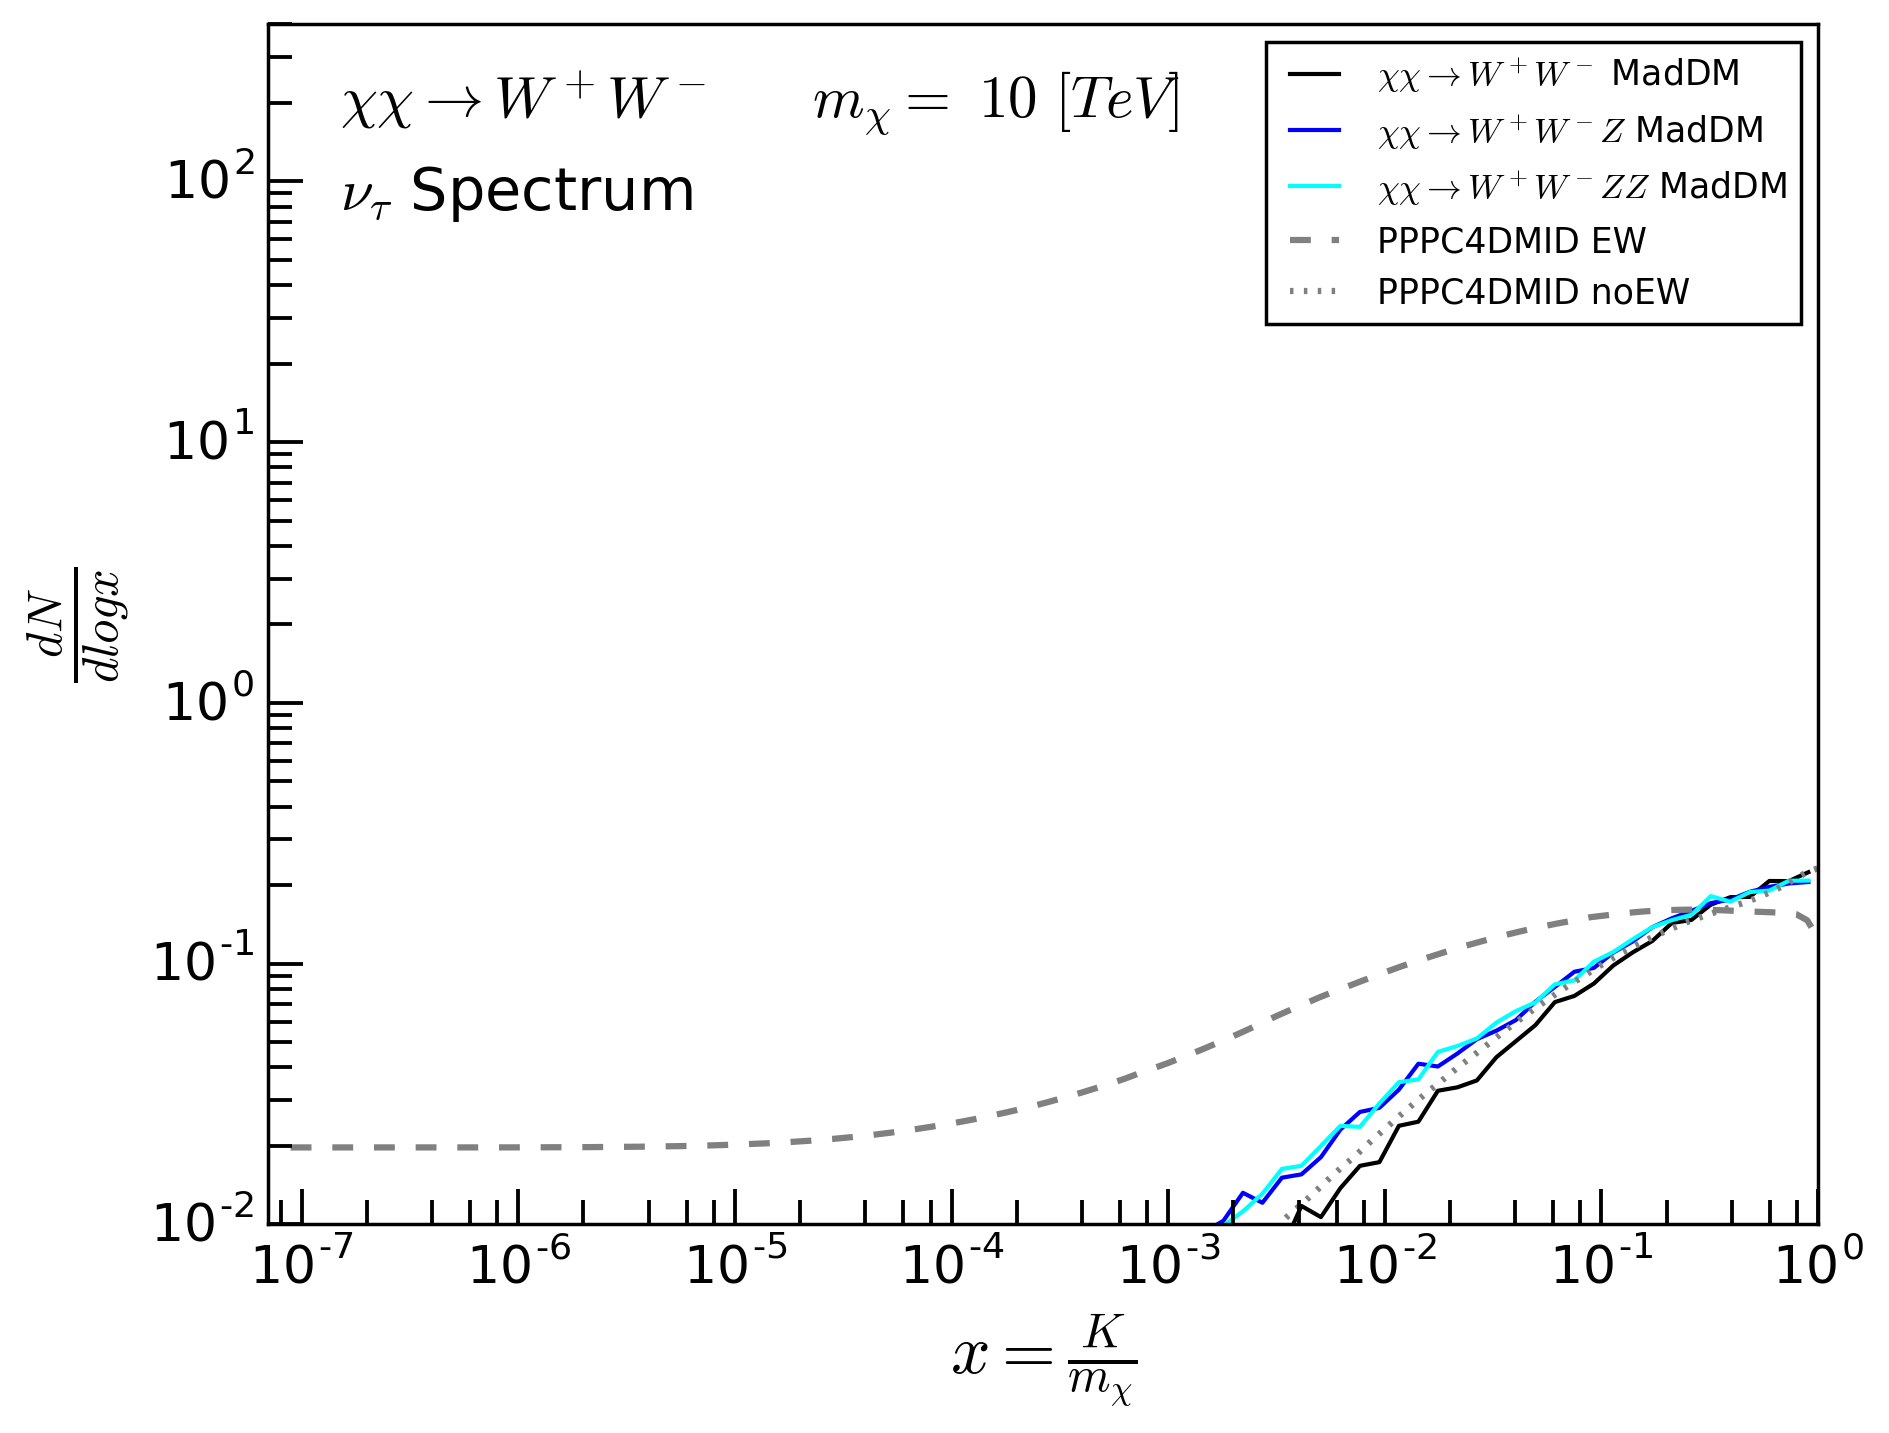 χχ → W⁺W⁻ m_χ = 10 [TeV]
ν_τ Spectrum
χχ → W⁺W⁻ MadDM
χχ → W⁺W⁻Z MadDM
χχ → W⁺W⁻ZZ MadDM
PPPC4DMID EW
PPPC4DMID noEW
10²
10¹
10⁰
10⁻¹
10⁻²
dN
dlogx
10⁻⁷ 10⁻⁶ 10⁻⁵ 10⁻⁴ 10⁻³ 10⁻² 10⁻¹ 10⁰
x = K/m_χ